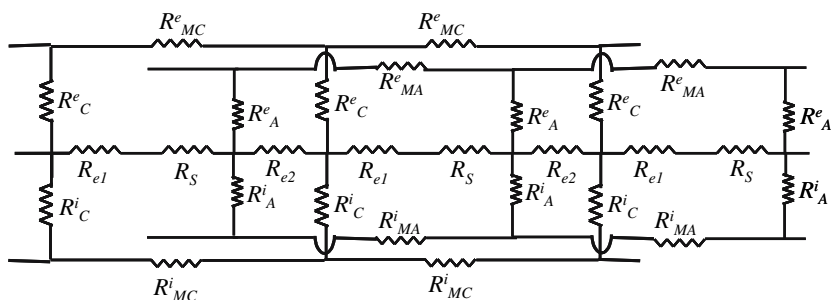 R^e_MC R^e_MC
R^e_MA R^e_MA
R^e_C R^e_A R^e_C R^e_A R^e_C R^e_A
R_e1 R_S R_e2 R_e1 R_S R_e2 R_e1 R_S
R^i_C R^i_A R^i_C R^i_A R^i_C R^i_A
R^i_MA R^i_MA
R^i_MC R^i_MC